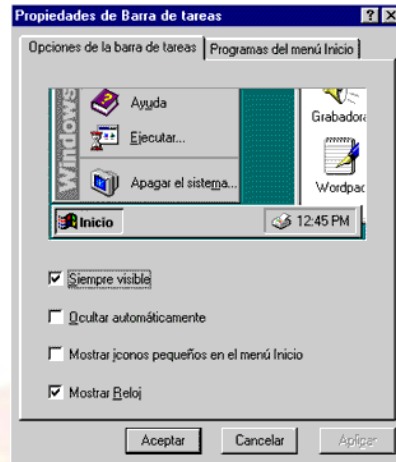 Propiedades de Barra de tareas
Opciones de la barra de tareas
Programas del menú Inicio
Windows
Ayuda
Ejecutar...
Apagar el sistema...
Grabadora
Wordpad
Inicio
12:45 PM
Siempre visible
Ocultar automáticamente
Mostrar iconos pequeños en el menú Inicio
Mostrar Reloj
Aceptar
Cancelar
Aplicar